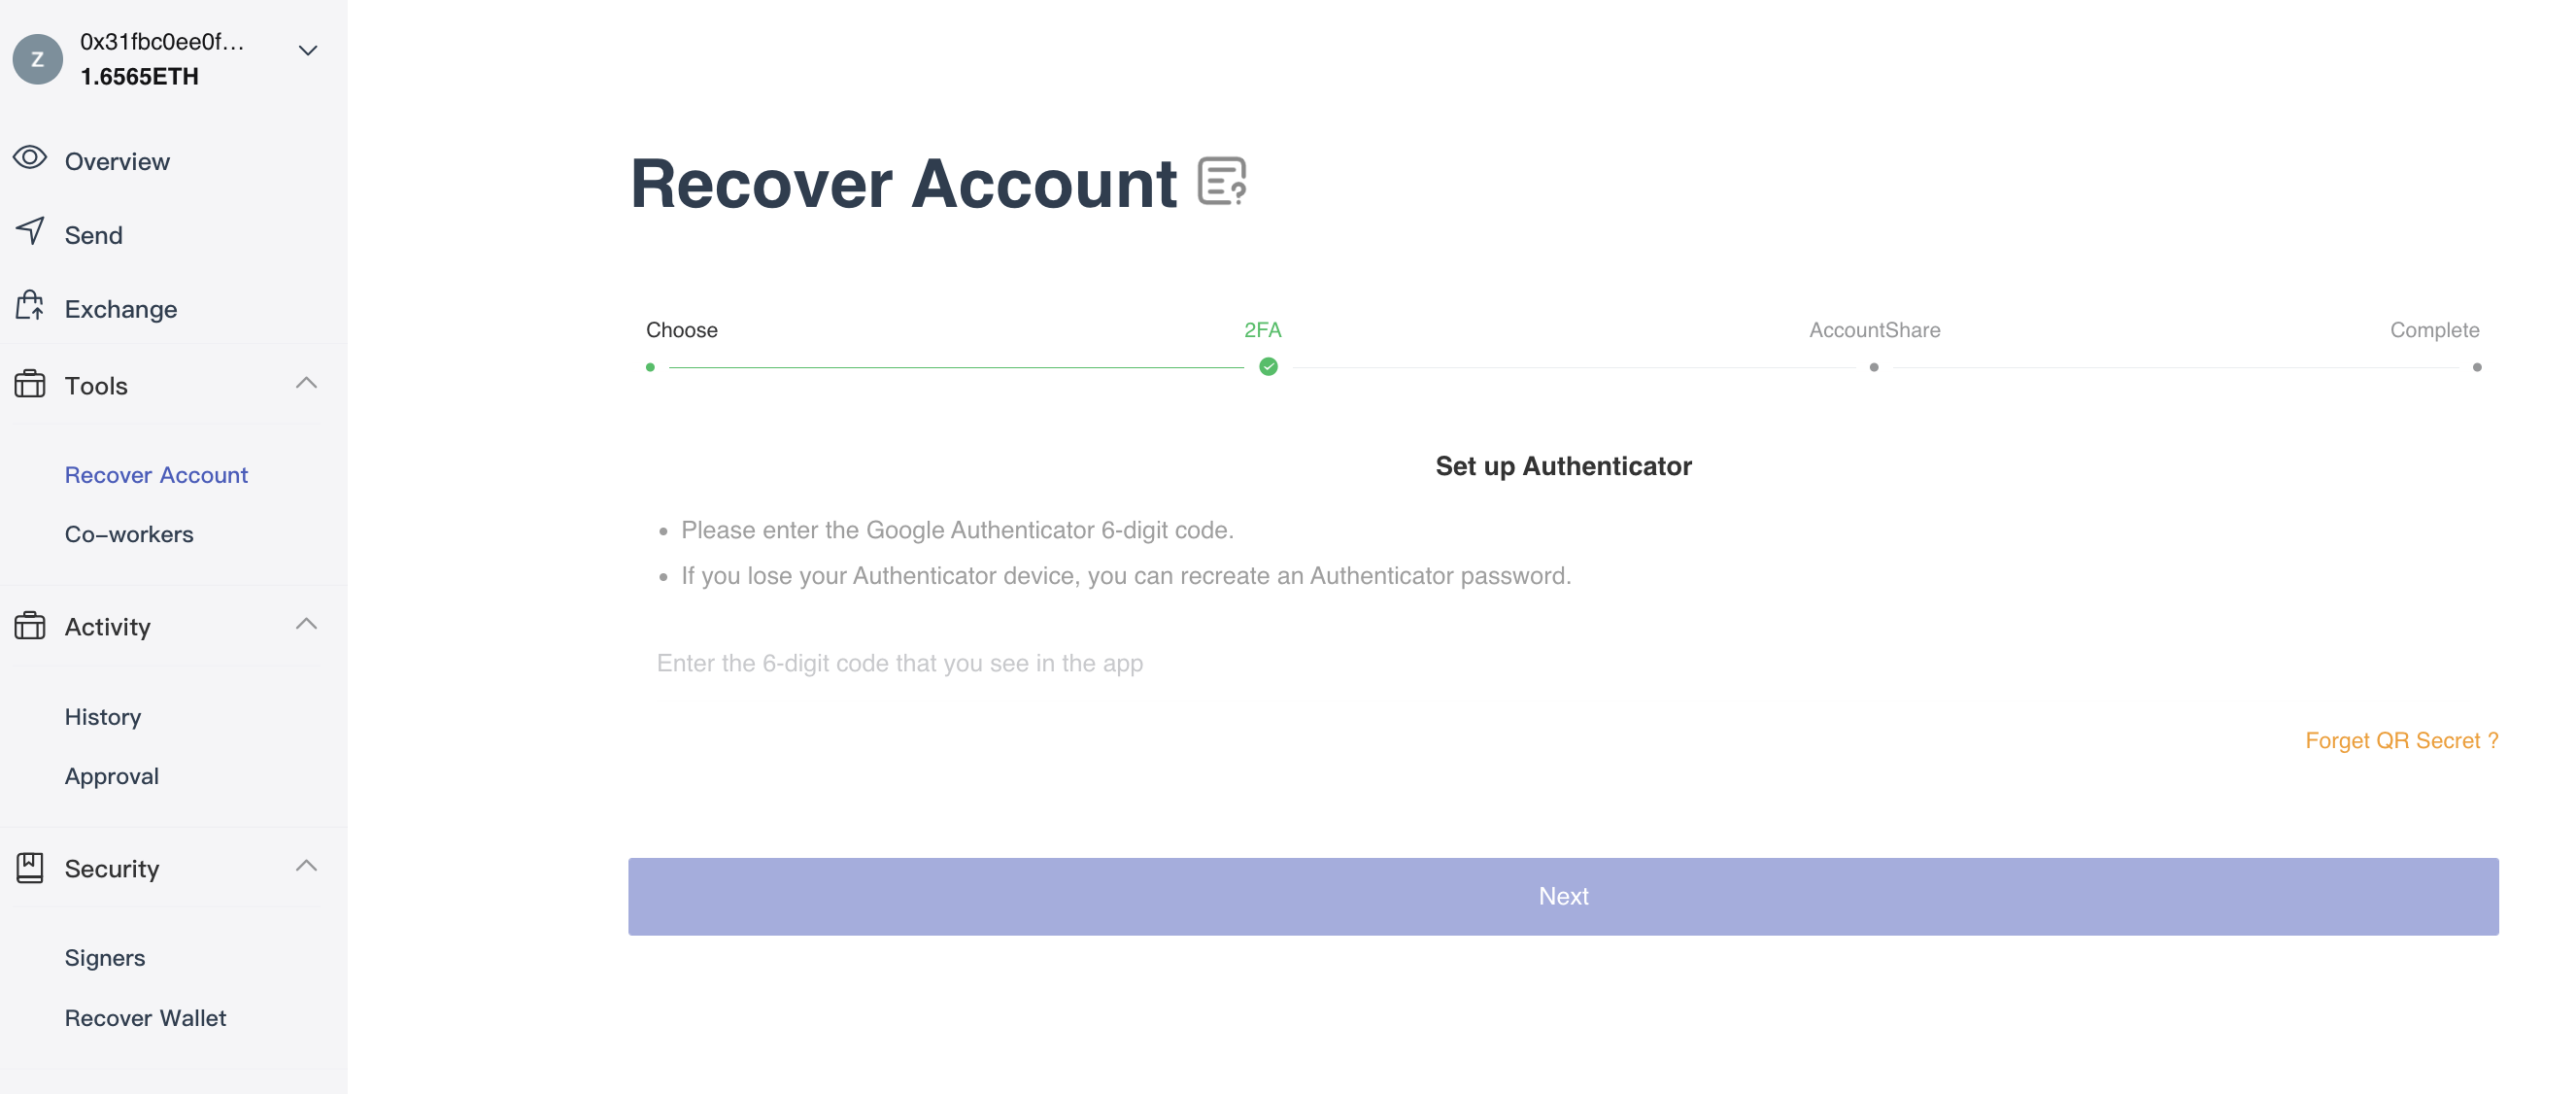 Z
0x31fbc0ee0f...
1.6565ETH
Overview
Send
Exchange
Tools
Recover Account
Co-workers
Activity
History
Approval
Security
Signers
Recover Wallet
Recover Account
Choose
2FA
AccountShare
Complete
Set up Authenticator
• Please enter the Google Authenticator 6-digit code.
• If you lose your Authenticator device, you can recreate an Authenticator password.
Enter the 6-digit code that you see in the app
Forget QR Secret ?
Next